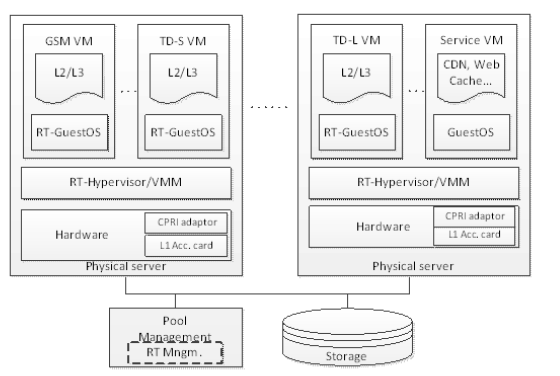 GSM VM
L2/L3
RT-GuestOS
TD-S VM
L2/L3
RT-GuestOS
RT-Hypervisor/VMM
Hardware
CPRI adaptor
L1 Acc. card
Physical server
TD-L VM
L2/L3
RT-GuestOS
Service VM
CDN, Web
Cache...
GuestOS
RT-Hypervisor/VMM
Hardware
CPRI adaptor
L1 Acc. card
Physical server
Pool
Management
RT Mngm.
Storage